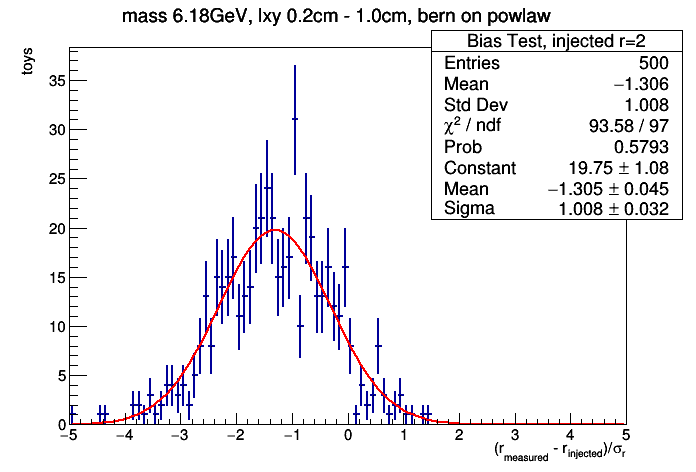 mass 6.18GeV, lxy 0.2cm - 1.0cm, bern on powlaw
Bias Test, injected r=2
Entries 500
Mean −1.306
Std Dev 1.008
χ² / ndf 93.58 / 97
Prob 0.5793
Constant 19.75 ± 1.08
Mean −1.305 ± 0.045
Sigma 1.008 ± 0.032
toys
35
30
25
20
15
10
5
0
−5 −4 −3 −2 −1 0 1 2 3 4 5
(r_measured - r_injected)/σ_r